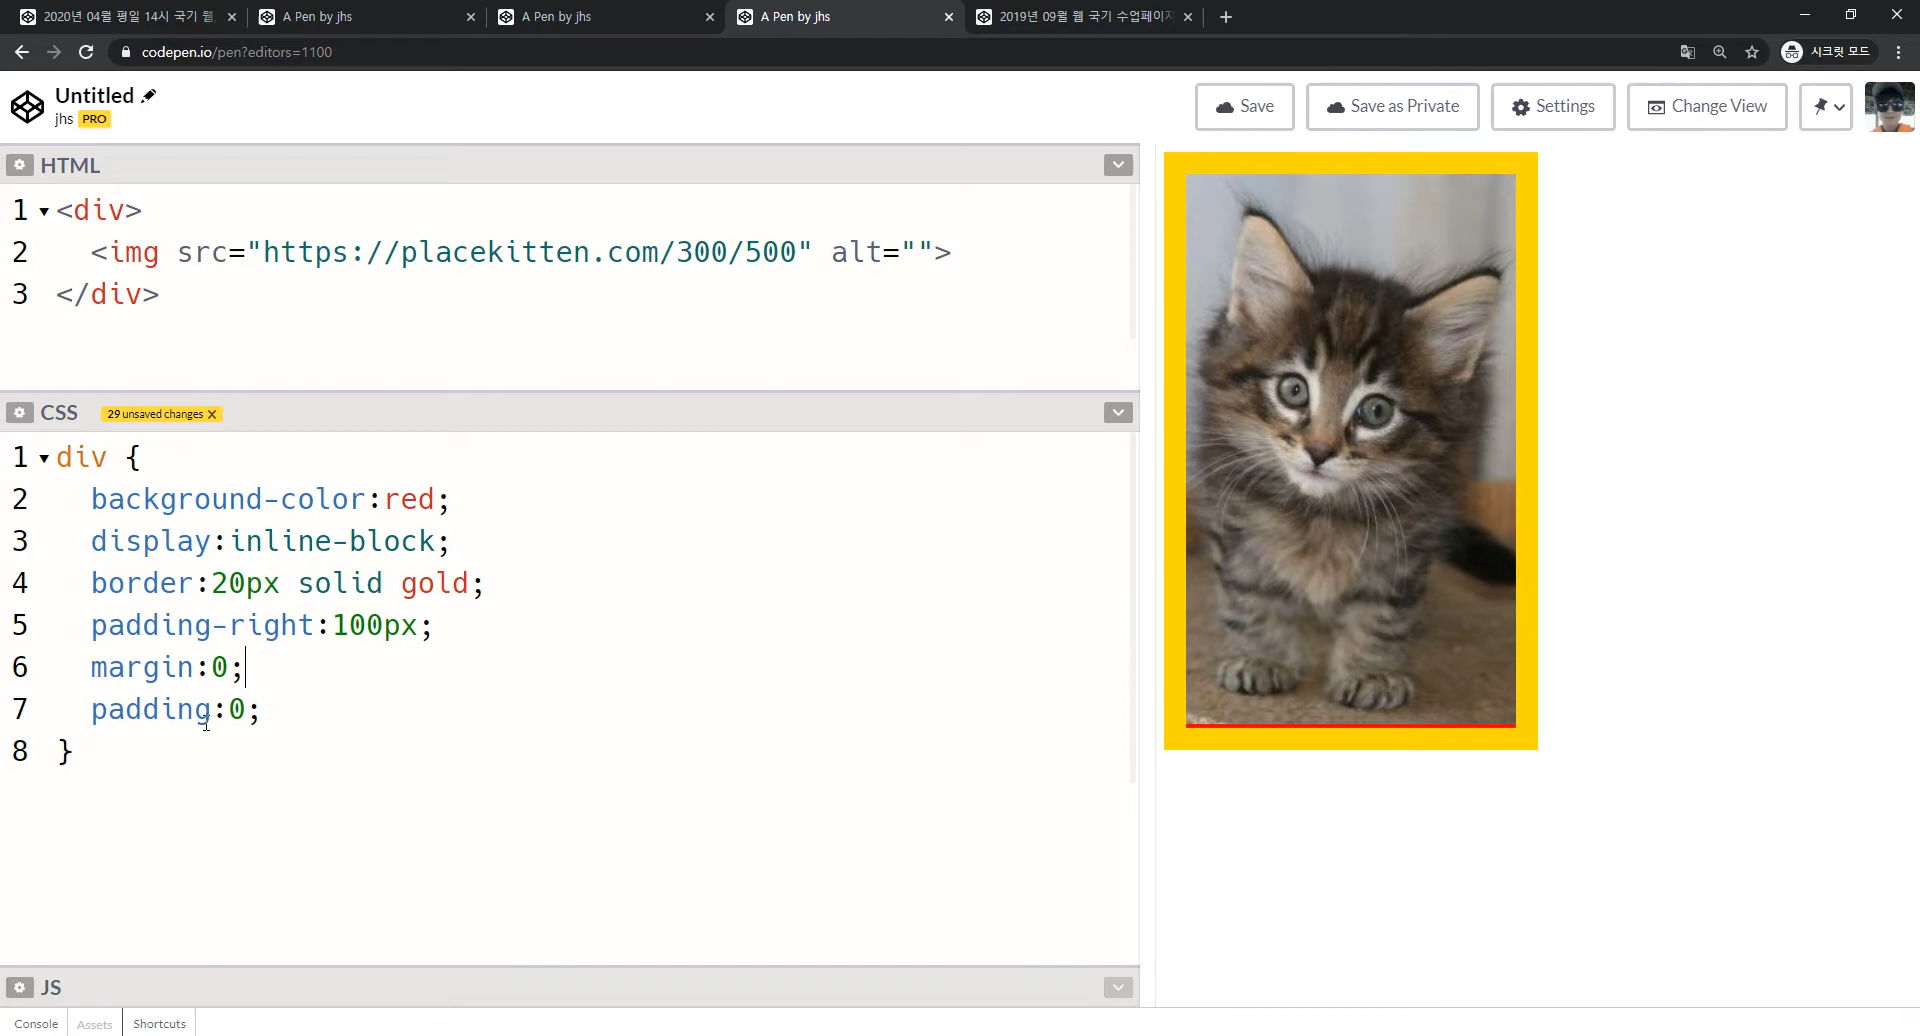 2020년 04월 평일 14시 국기 웹
A Pen by jhs
A Pen by jhs
A Pen by jhs
2019년 09월 웹 국기 수업페이지
codepen.io/pen?editors=1100
시크릿 모드
Untitled
jhs PRO
Save
Save as Private
Settings
Change View
HTML
1 <div>
2 <img src="https://placekitten.com/300/500" alt="">
3 </div>
CSS 29 unsaved changes X
1 div {
2 background-color:red;
3 display:inline-block;
4 border:20px solid gold;
5 padding-right:100px;
6 margin:0;
7 padding:0;
8 }
JS
Console Assets Shortcuts